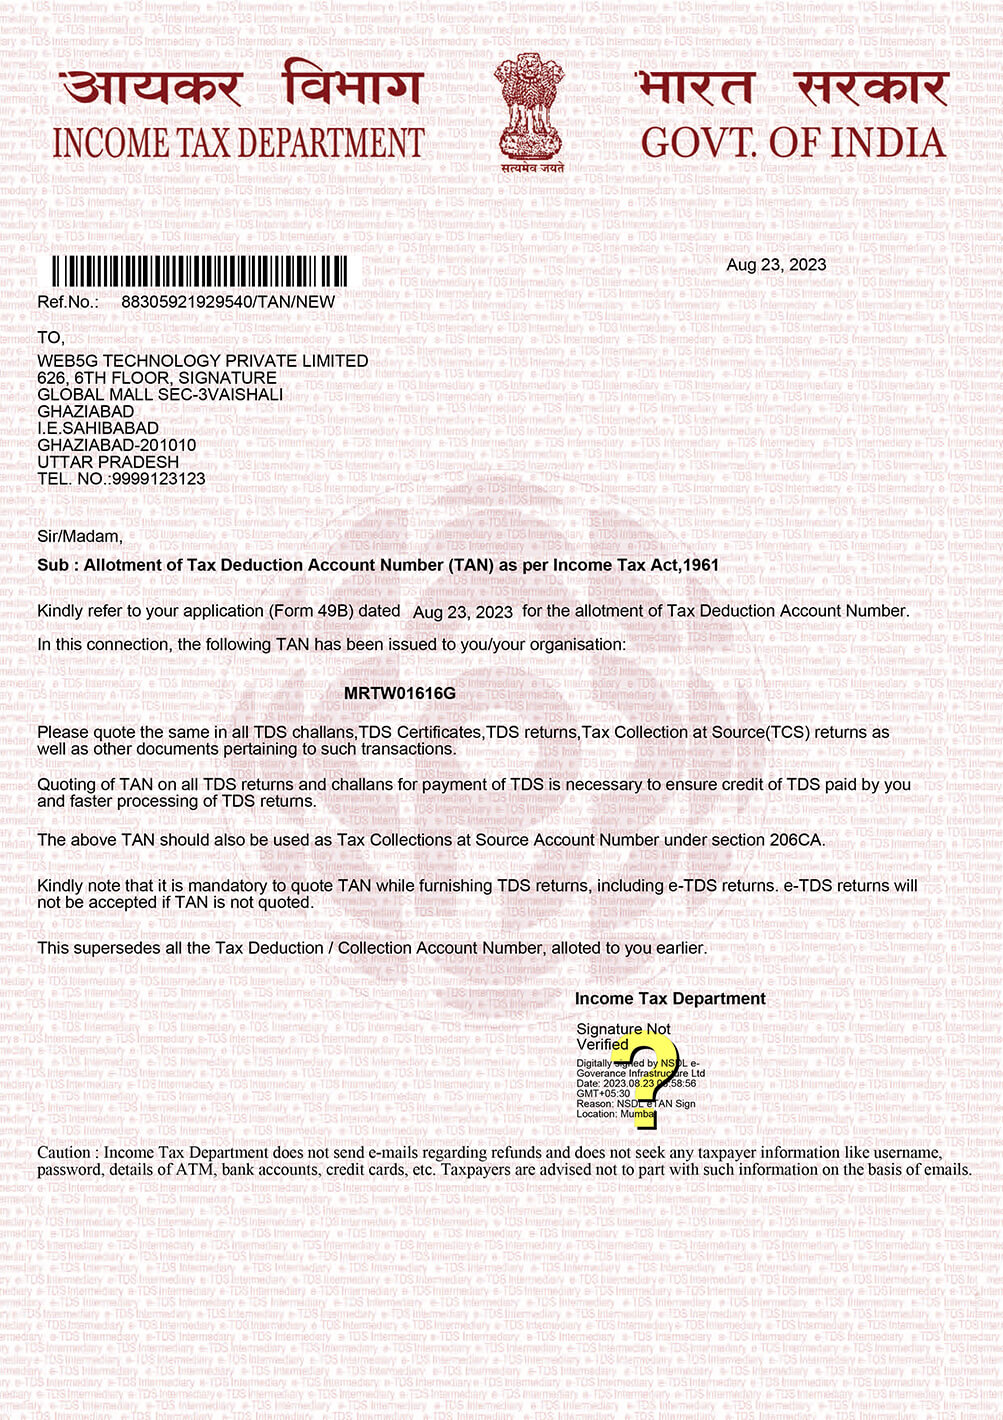 आयकर विभाग
INCOME TAX DEPARTMENT
सत्यमेव जयते
भारत सरकार
GOVT. OF INDIA
Aug 23, 2023
Ref.No.: 88305921929540/TAN/NEW
TO,
WEB5G TECHNOLOGY PRIVATE LIMITED
626, 6TH FLOOR, SIGNATURE
GLOBAL MALL SEC-3VAISHALI
GHAZIABAD
I.E.SAHIBABAD
GHAZIABAD-201010
UTTAR PRADESH
TEL. NO.:9999123123
Sir/Madam,
Sub : Allotment of Tax Deduction Account Number (TAN) as per Income Tax Act,1961
Kindly refer to your application (Form 49B) dated Aug 23, 2023 for the allotment of Tax Deduction Account Number.
In this connection, the following TAN has been issued to you/your organisation:
MRTW01616G
Please quote the same in all TDS challans,TDS Certificates,TDS returns,Tax Collection at Source(TCS) returns as
well as other documents pertaining to such transactions.
Quoting of TAN on all TDS returns and challans for payment of TDS is necessary to ensure credit of TDS paid by you
and faster processing of TDS returns.
The above TAN should also be used as Tax Collections at Source Account Number under section 206CA.
Kindly note that it is mandatory to quote TAN while furnishing TDS returns, including e-TDS returns. e-TDS returns will
not be accepted if TAN is not quoted.
This supersedes all the Tax Deduction / Collection Account Number, alloted to you earlier.
Income Tax Department
Signature Not
Verified
Digitally signed by NSDL e-
Goverance Infrastructure Ltd
Date: 2023.08.23
GMT+05:30
Reason: NSDL eTAN Sign
Location: Mumbai
Caution : Income Tax Department does not send e-mails regarding refunds and does not seek any taxpayer information like username,
password, details of ATM, bank accounts, credit cards, etc. Taxpayers are advised not to part with such information on the basis of emails.